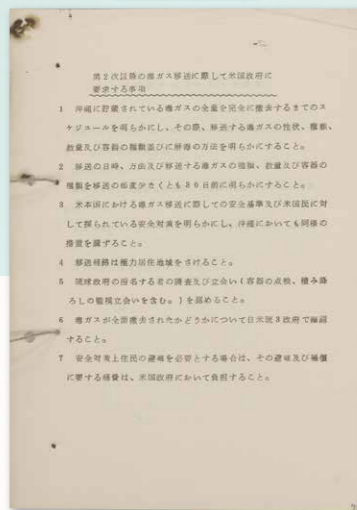 第2次以降の毒ガス移送に際して米国政府に
要求する事項
1 沖縄に貯蔵されている毒ガスの全量を完全に撤去するまでのス
ケジュールを明らかにし、その際、移送する毒ガスの性状、種類、
数量及び容器の種類並びに移送の方法を明らかにすること。
2 移送の日時、方法及び移送する毒ガスの種類、数量及び容器の
種類を移送の都度少なくとも30日前に明らかにすること。
3 米本国における毒ガス移送に際しての安全基準及び米国民に対
して採られている安全対策を明らかにし、沖縄においても同様の
措置を講ずること。
4 移送経路は極力居住地域をさけること。
5 琉球政府の指名する者の調査及び立会い(容器の点検、積み降
ろしの監視立会いを含む。)を認めること。
6 毒ガスが全面撤去されたかどうかについて日米琉3政府で確認
すること。
7 安全対策上住民の避難を必要とする場合は、その避難及び補償
に要する経費は、米国政府において負担すること。